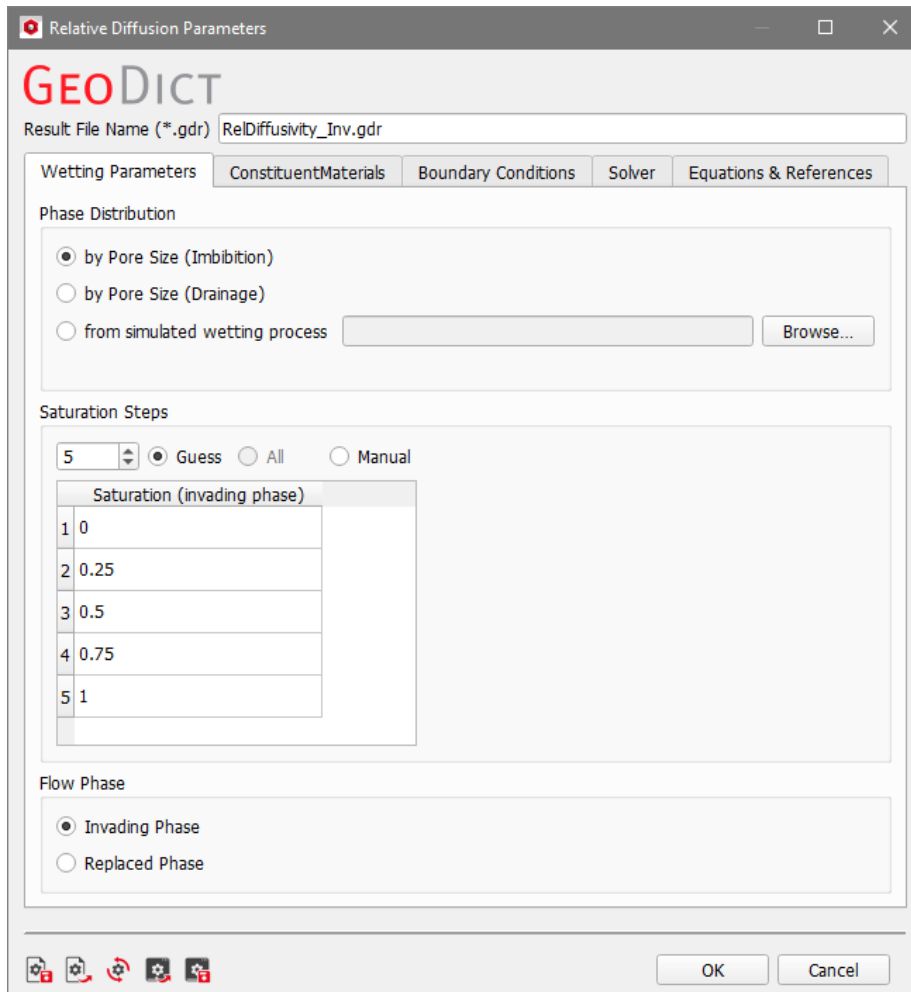 Relative Diffusion Parameters
GEODICT
Result File Name (*.gdr) RelDiffusivity_Inv.gdr
Wetting Parameters ConstituentMaterials Boundary Conditions Solver Equations & References
Phase Distribution
by Pore Size (Imbibition)
by Pore Size (Drainage)
from simulated wetting process Browse...
Saturation Steps
5 Guess All Manual
Saturation (invading phase)
1 0
2 0.25
3 0.5
4 0.75
5 1
Flow Phase
Invading Phase
Replaced Phase
OK Cancel